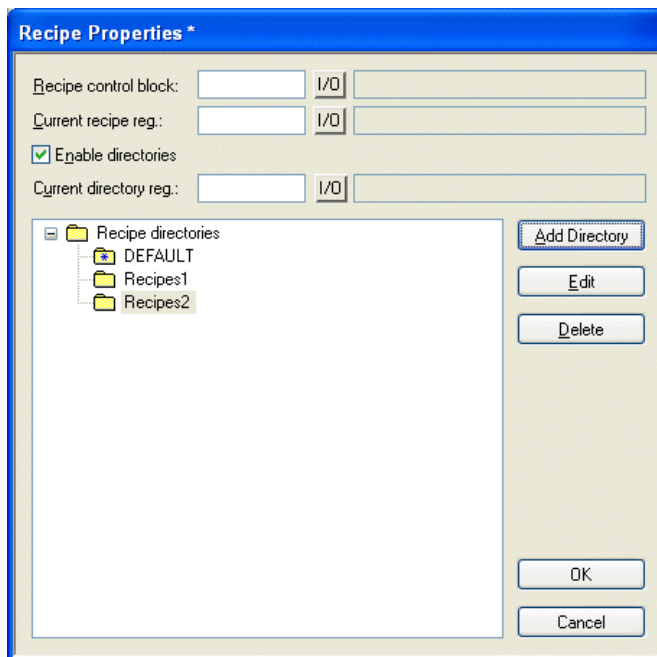 Recipe Properties *
Recipe control block: I/O
Current recipe reg.: I/O
Enable directories
Current directory reg.: I/O
Recipe directories
DEFAULT
Recipes1
Recipes2
Add Directory
Edit
Delete
OK
Cancel